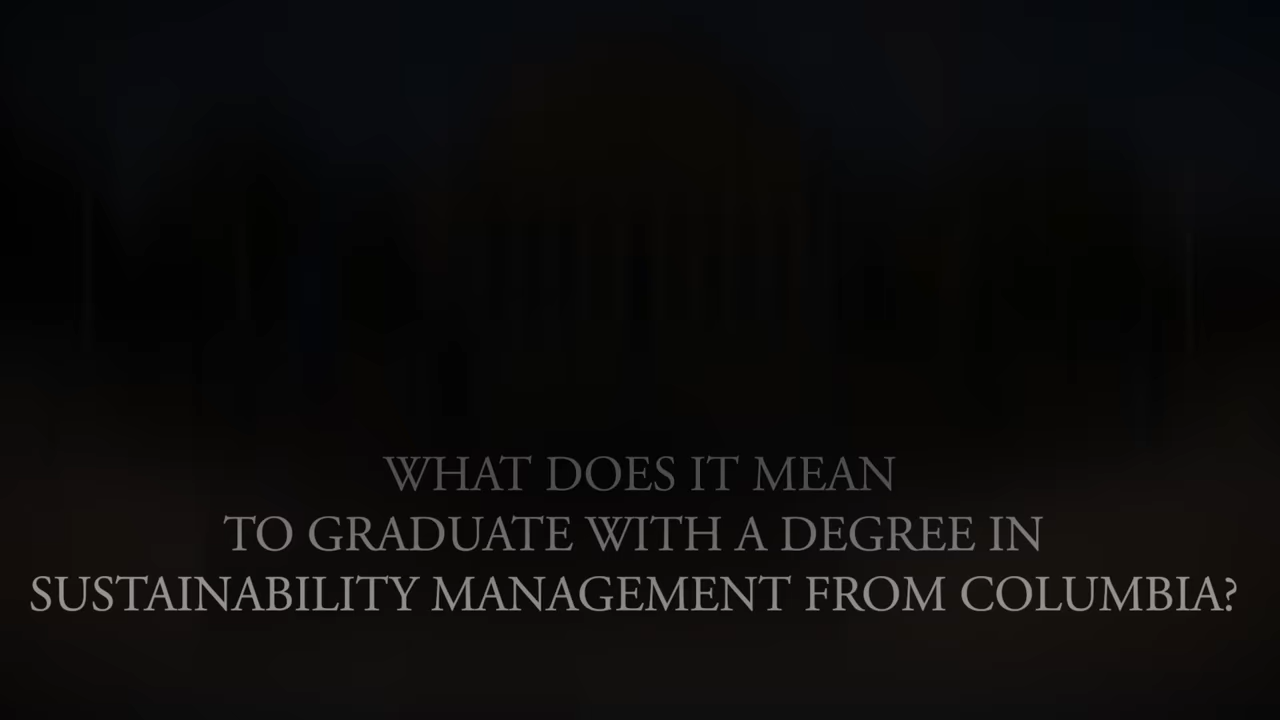 WHAT DOES IT MEAN
TO GRADUATE WITH A DEGREE IN
SUSTAINABILITY MANAGEMENT FROM COLUMBIA?